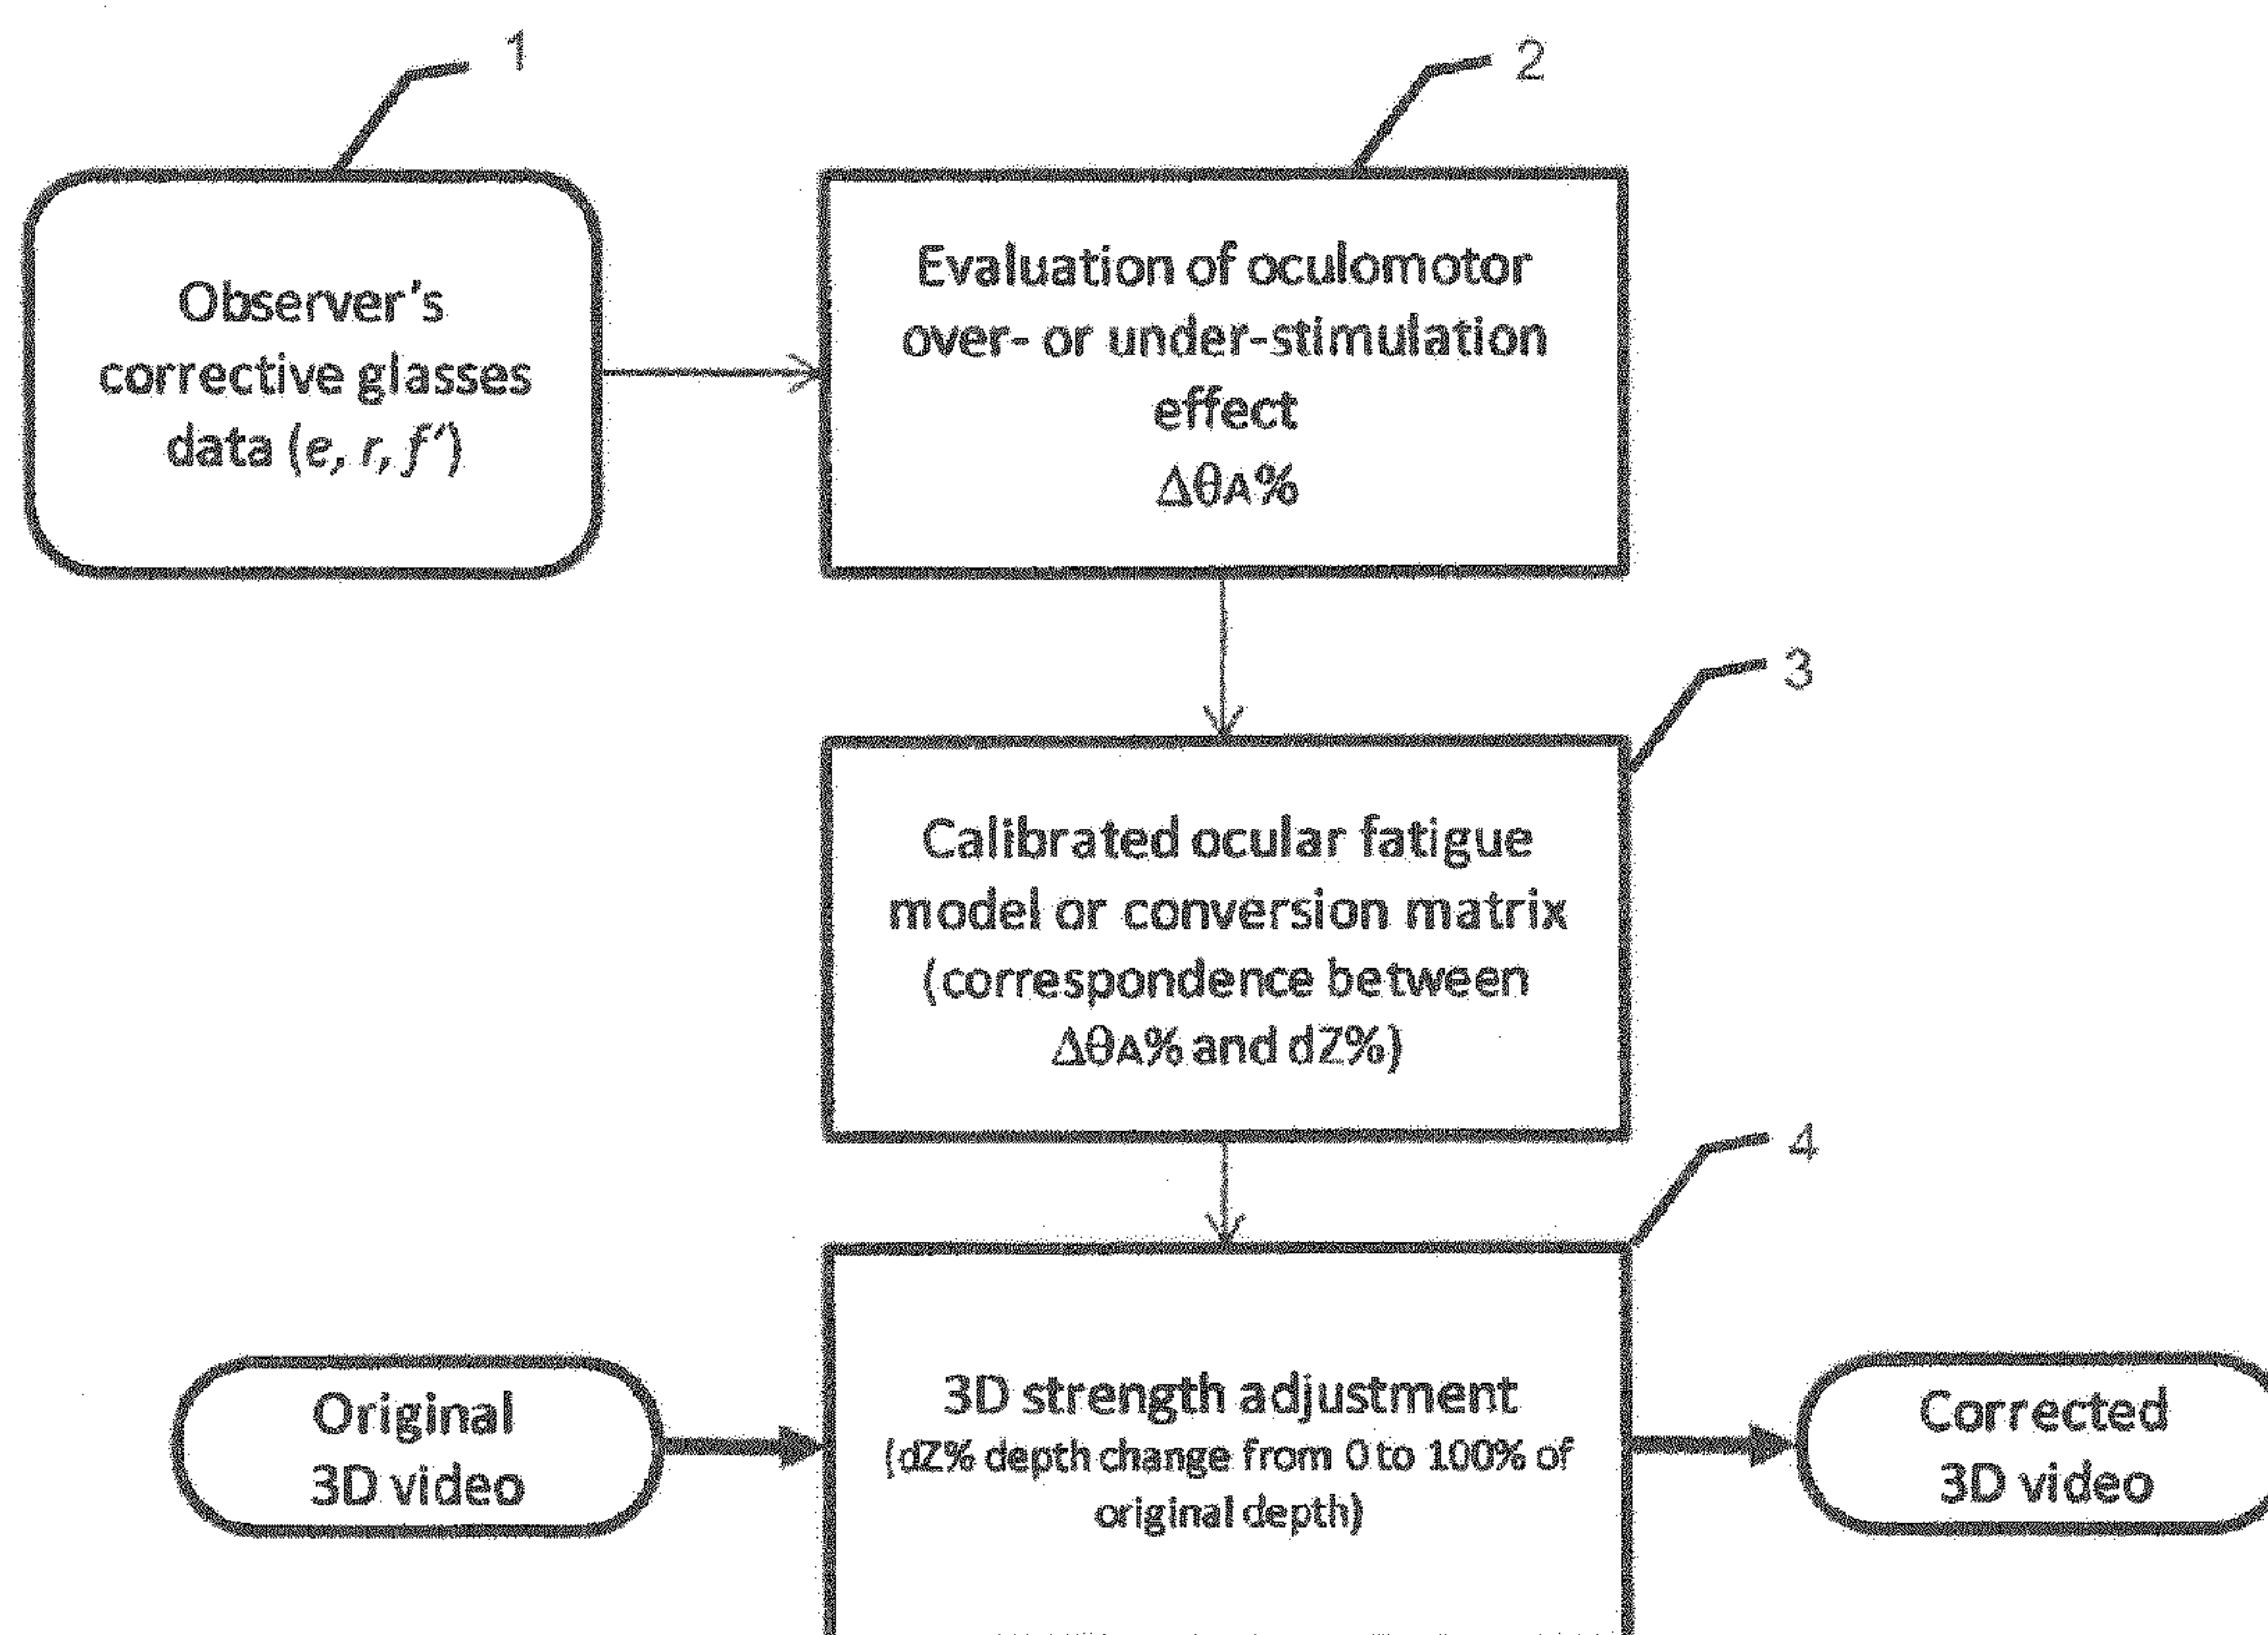 1
2
Observer's
corrective glasses
data (e, r, f')
Evaluation of oculomotor
over- or under-stimulation
effect
ΔθA%
3
Calibrated ocular fatigue
model or conversion matrix
(correspondence between
ΔθA% and dZ%)
4
Original
3D video
3D strength adjustment
(dZ% depth change from 0 to 100% of
original depth)
Corrected
3D video